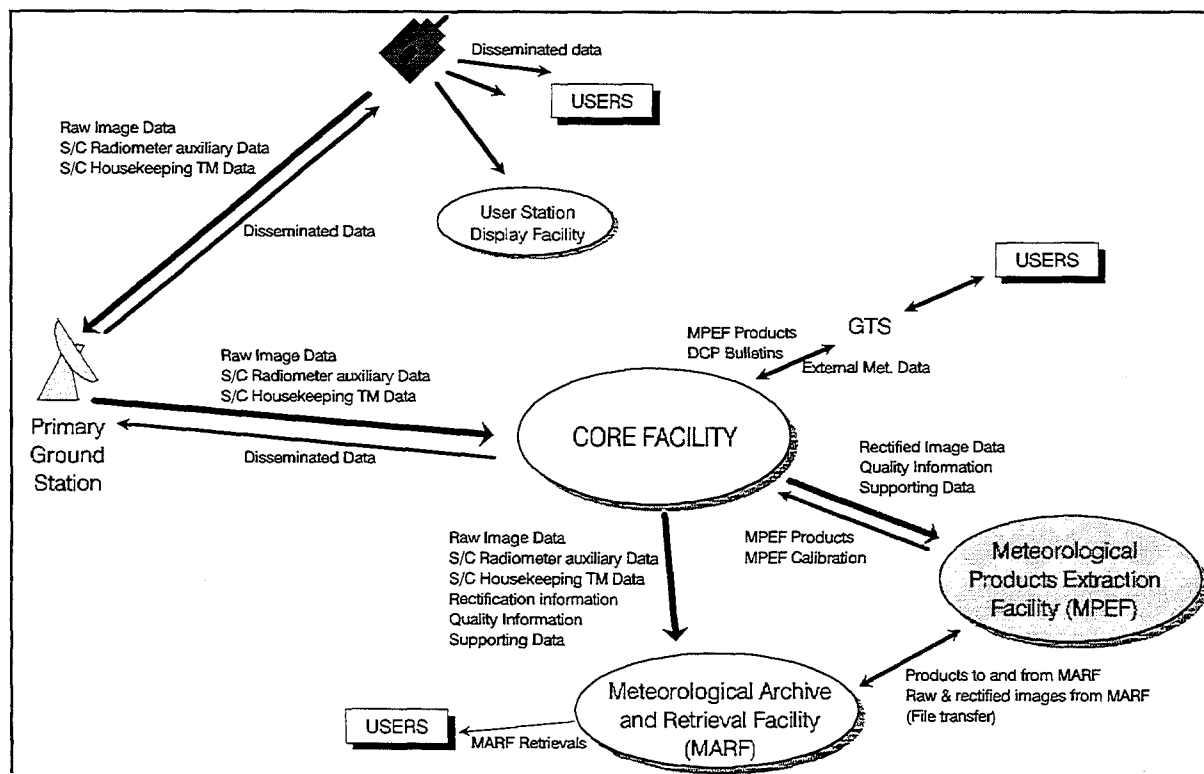 Disseminated data
USERS
Raw Image Data
S/C Radiometer auxiliary Data
S/C Housekeeping TM Data
Disseminated Data
User Station
Display Facility
USERS
GTS
MPEF Products
DCP Bulletins
External Met. Data
Raw Image Data
S/C Radiometer auxiliary Data
S/C Housekeeping TM Data
Primary
Ground
Station
Disseminated Data
CORE FACILITY
Rectified Image Data
Quality Information
Supporting Data
Raw Image Data
S/C Radiometer auxiliary Data
S/C Housekeeping TM Data
Rectification information
Quality Information
Supporting Data
MPEF Products
MPEF Calibration
Meteorological
Products Extraction
Facility (MPEF)
Products to and from MARF
Raw & rectified images from MARF
(File transfer)
Meteorological Archive
and Retrieval Facility
(MARF)
USERS
MARF Retrievals